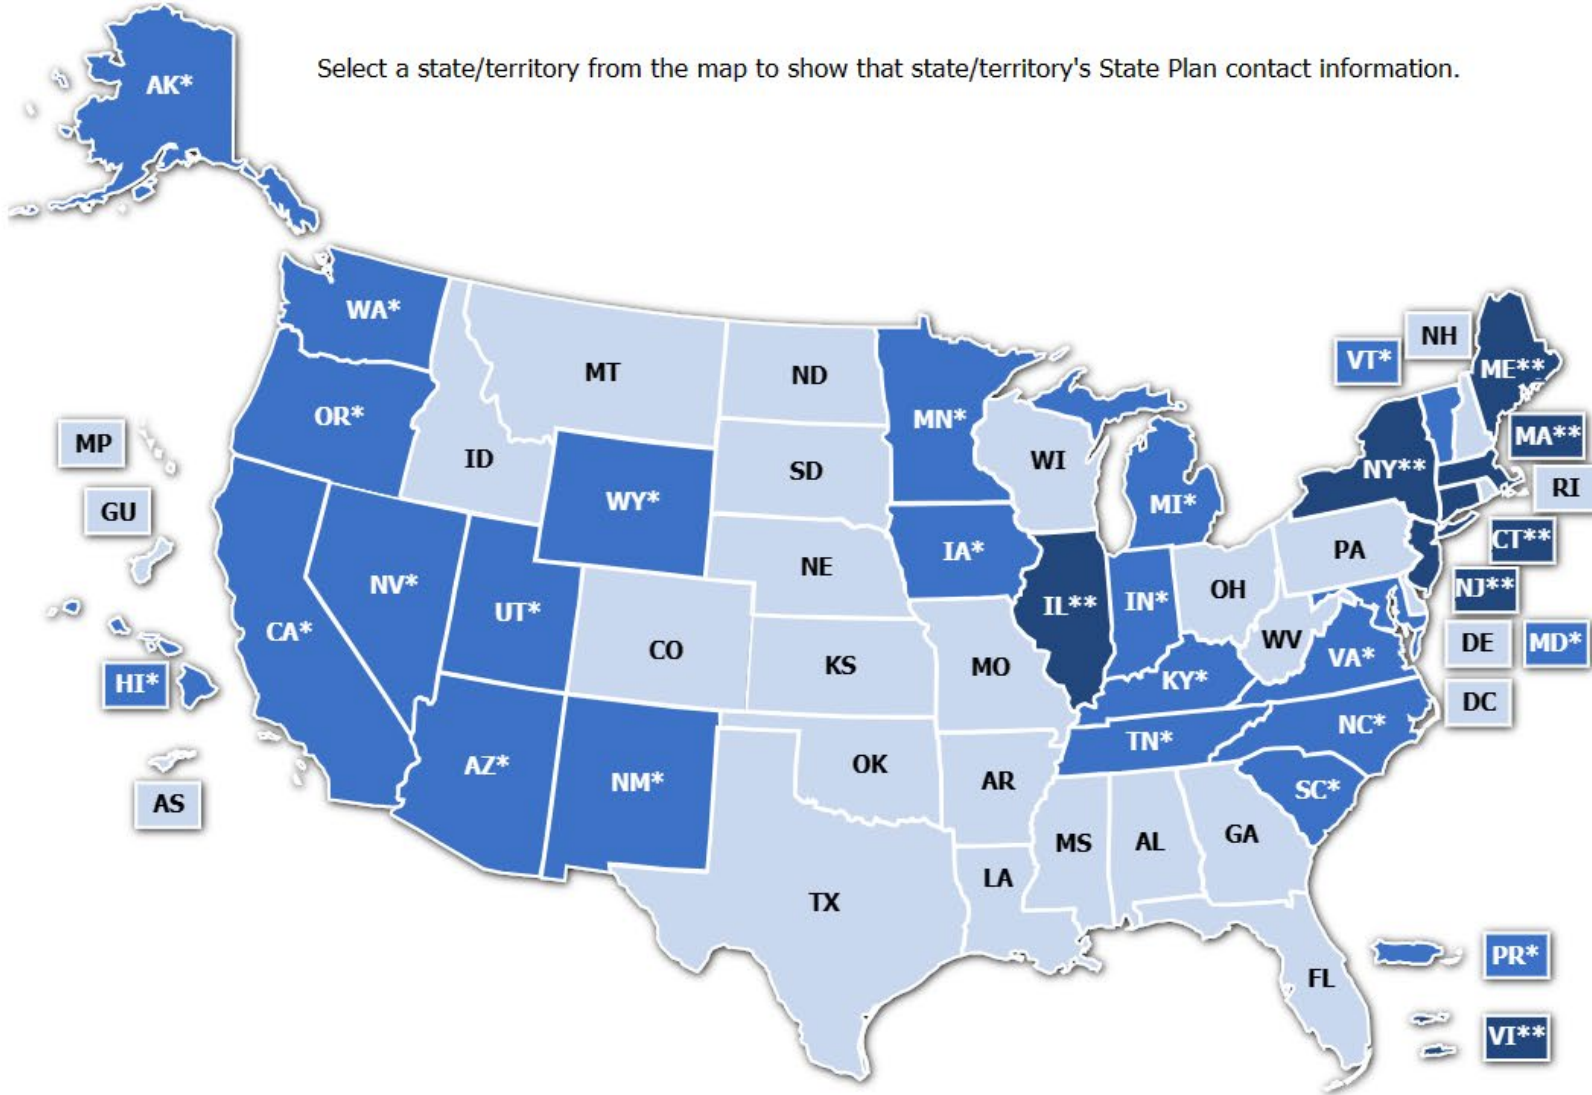 Select a state/territory from the map to show that state/territory's State Plan contact information.
AK*
WA*
MT
ND
MN*
NH
VT*
ME**
OR*
ID
WY*
SD
WI
MI*
NY**
MA**
RI
MP
GU
NV*
UT*
NE
IA*
IL**
IN*
OH
PA
CT**
NJ**
CA*
CO
KS
MO
KY*
WV
VA*
DE
MD*
DC
HI*
AS
AZ*
NM*
OK
AR
TN*
NC*
SC*
TX
LA
MS
AL
GA
FL
PR*
VI**